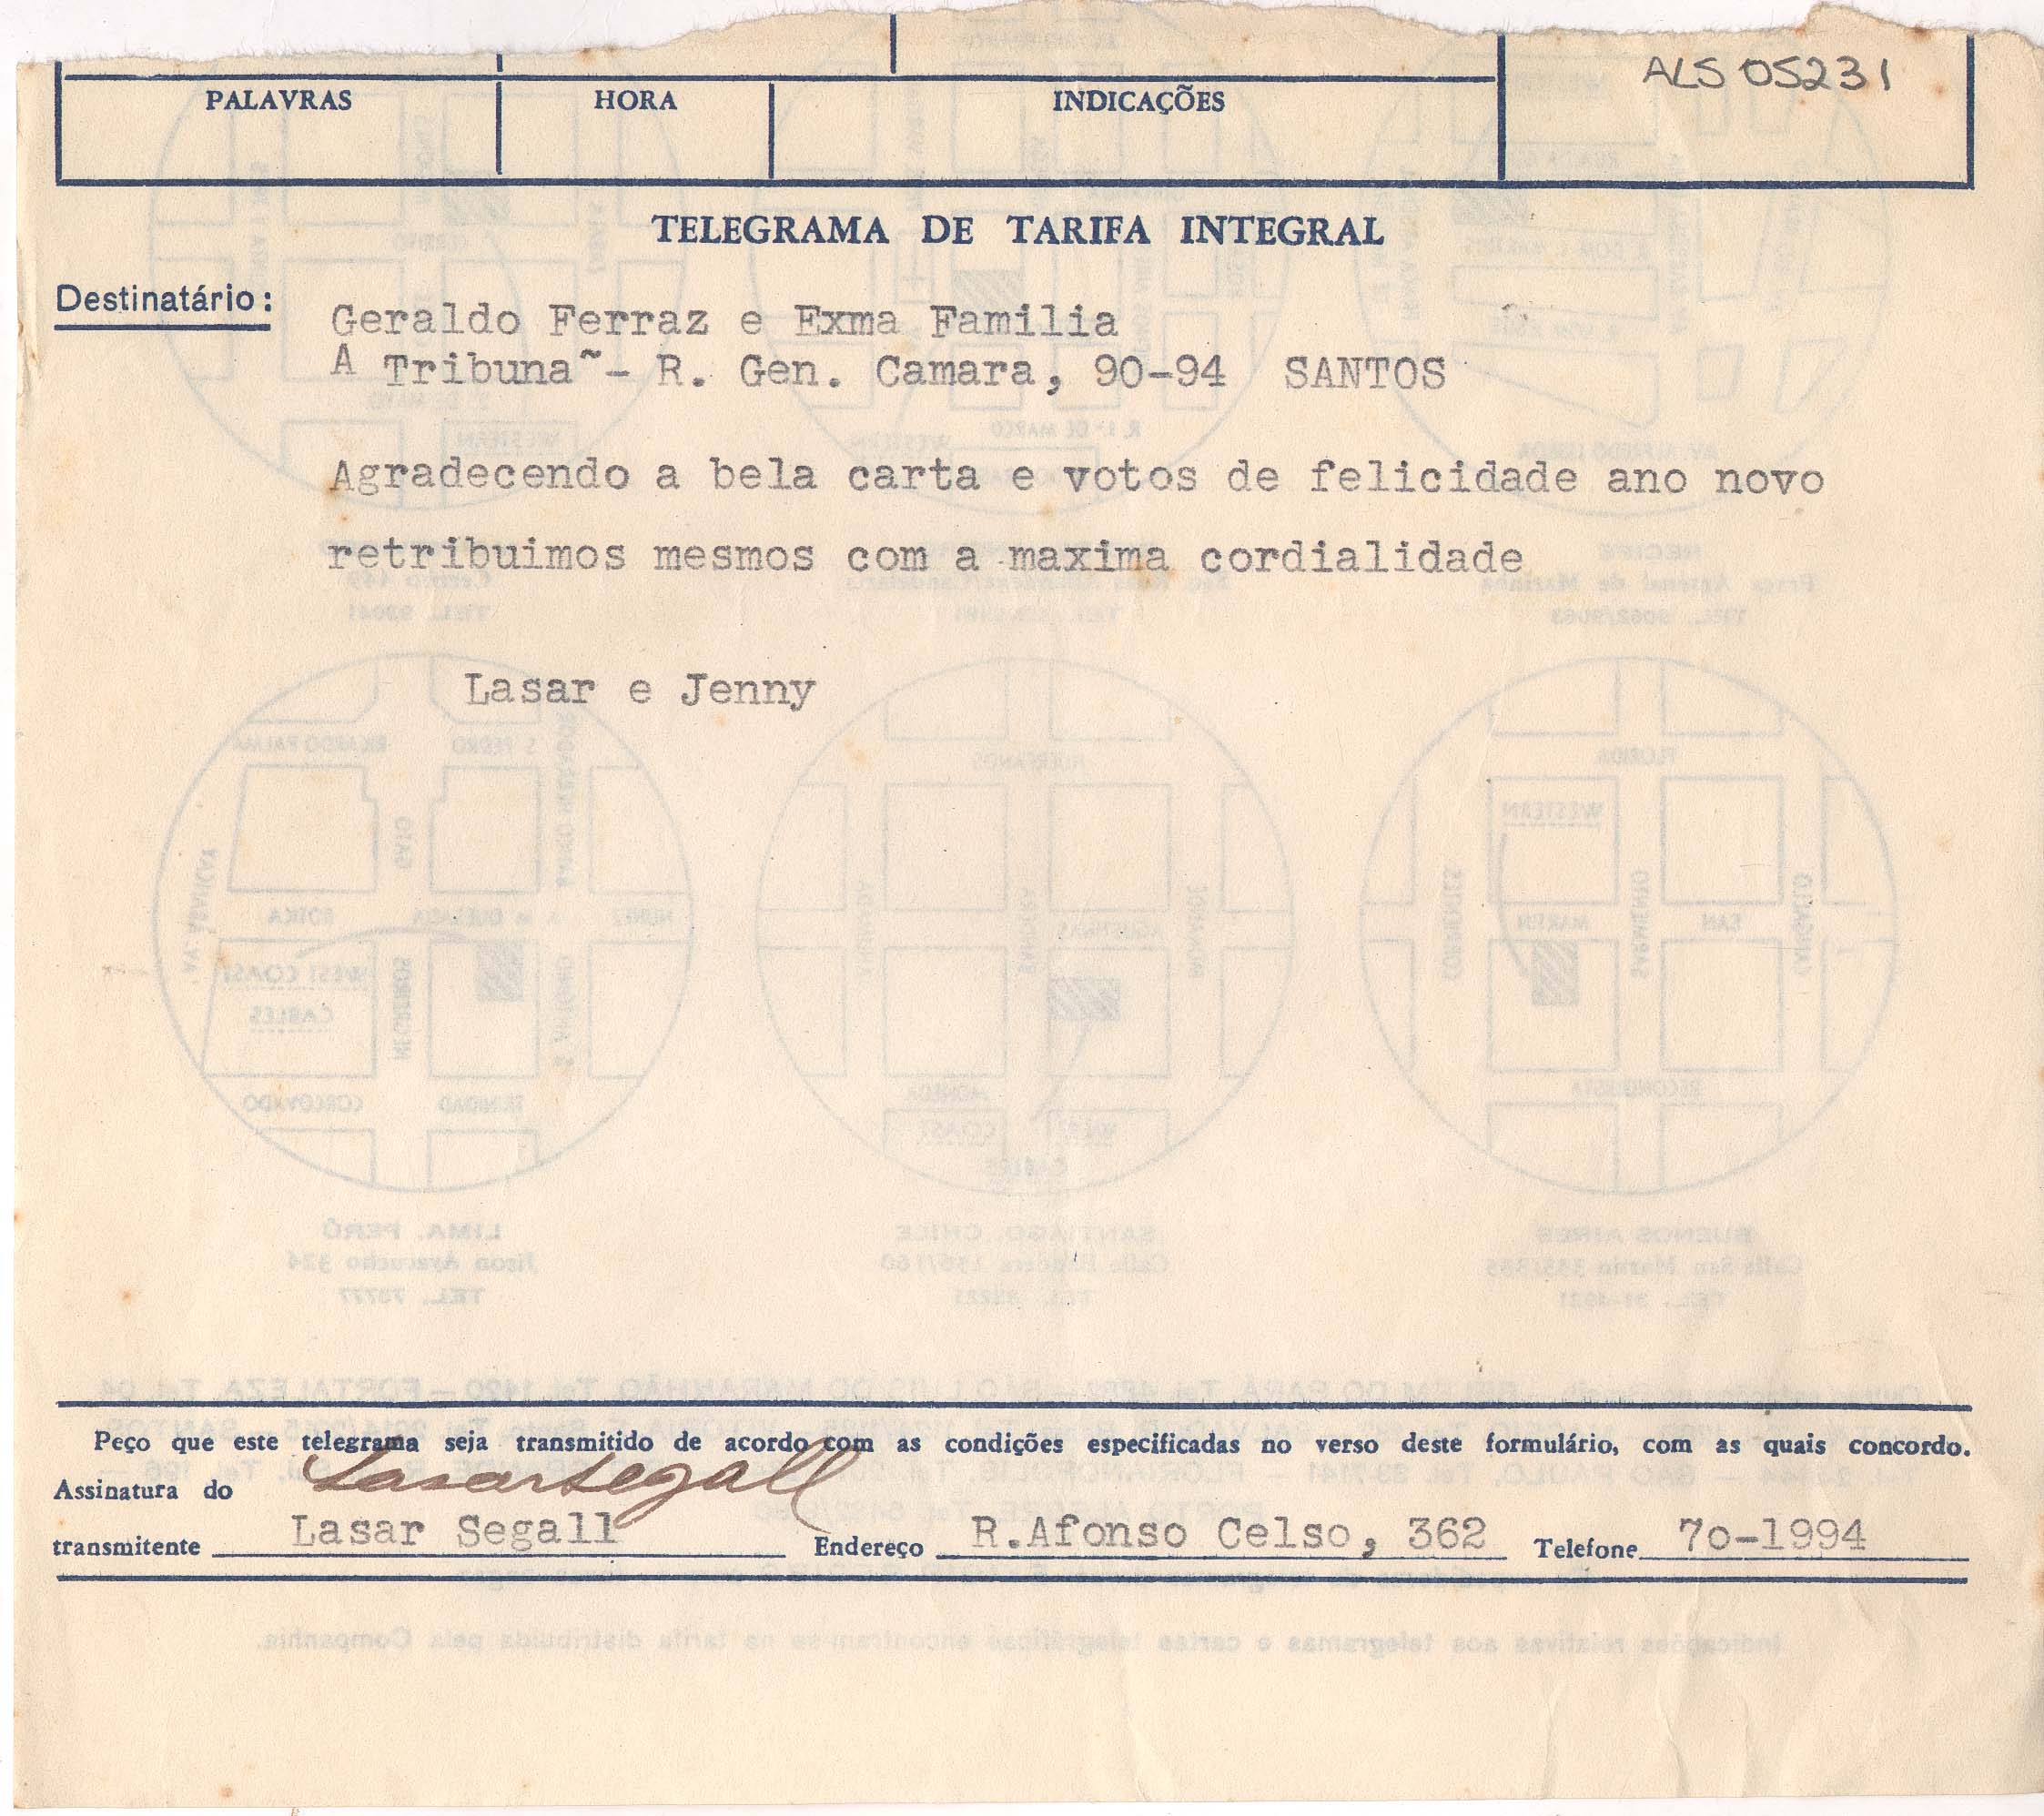 ALS 05231
PALAVRAS HORA INDICAÇÕES
TELEGRAMA DE TARIFA INTEGRAL
Destinatário: Geraldo Ferraz e Exma Familia
A Tribuna~- R. Gen. Camara, 90-94 SANTOS
Agradecendo a bela carta e votos de felicidade ano novo
retribuimos mesmos com a maxima cordialidade
Lasar e Jenny
Peço que este telegrama seja transmitido de acordo com as condições especificadas no verso deste formulário, com as quais concordo.
Assinatura do Lasar Segall
transmitente Lasar Segall Endereço R.Afonso Celso, 362 Telefone 7o-1994